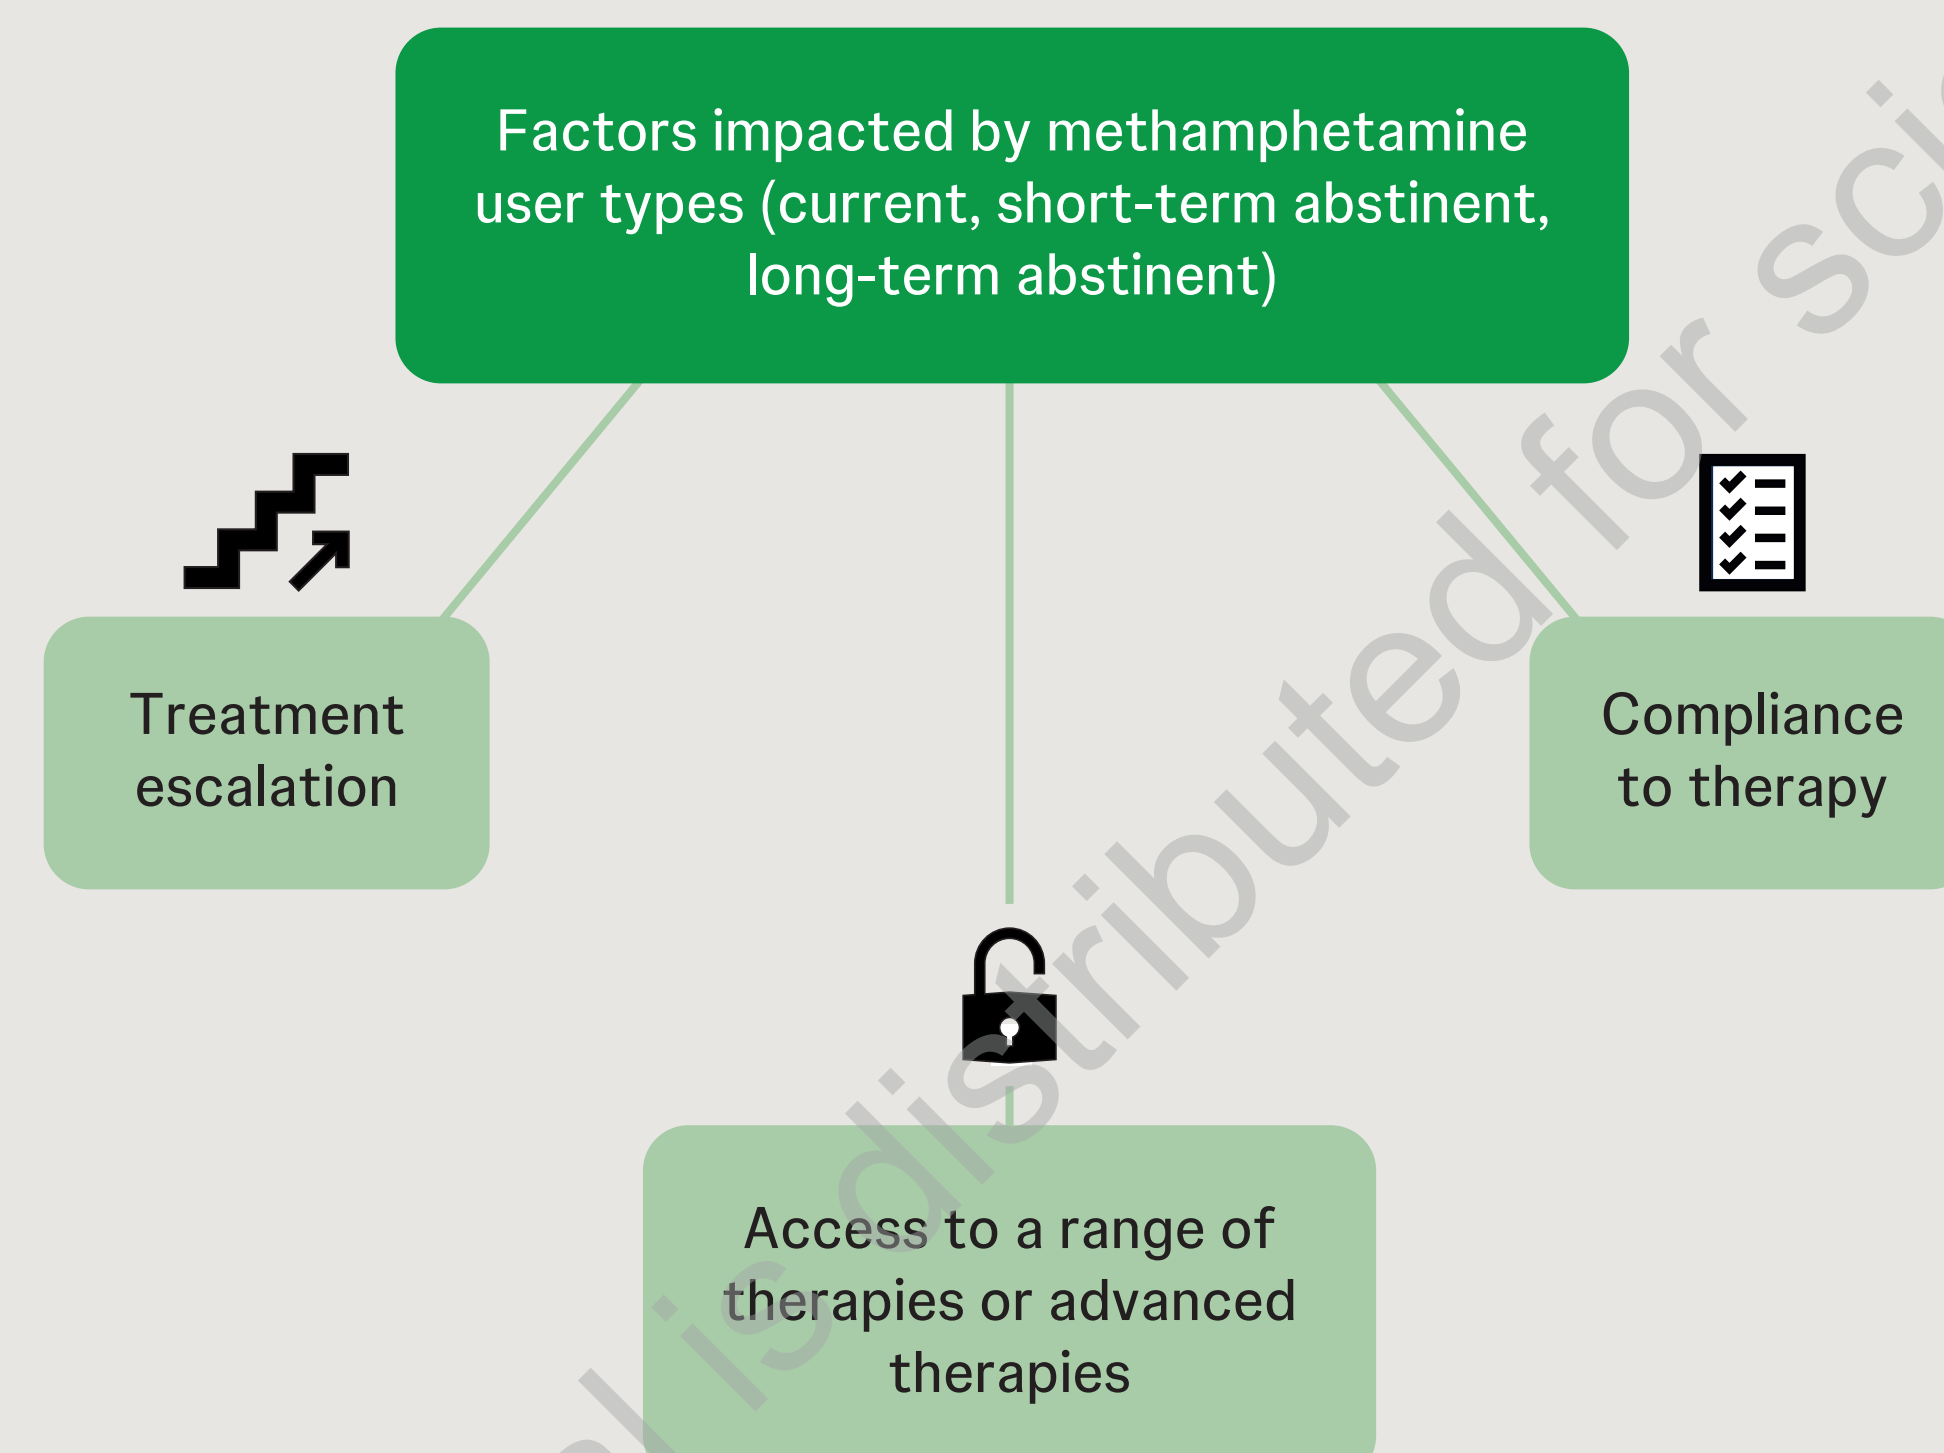 Factors impacted by methamphetamine
user types (current, short-term abstinent,
long-term abstinent)
Treatment
escalation
Compliance
to therapy
Access to a range of
therapies or advanced
therapies
is distributed for